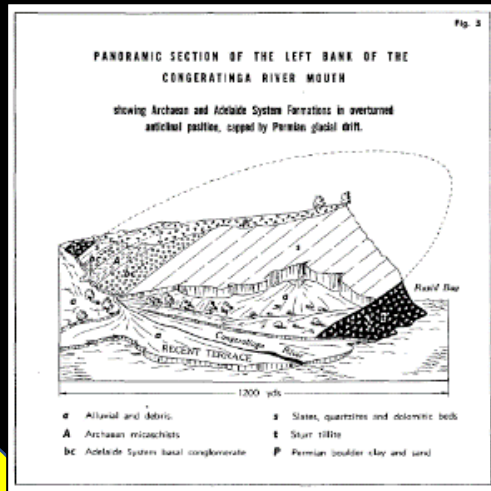 Fig. 3
PANORAMIC SECTION OF THE LEFT BANK OF THE
CONGERATINGA RIVER MOUTH
showing Archaean and Adelaide System Formations in overturned
anticlinal position, capped by Permian glacial drift.
s
A
bc
Rapid Bay
a
a
t
a
Congeratinga River
RECENT TERRACE
1200 yds
a Alluvial and debris.
s Slates, quartzites and dolomitic beds
A Archaean micaschists
t Sturt tillite
bc Adelaide System basal conglomerate
P Permian boulder clay and sand